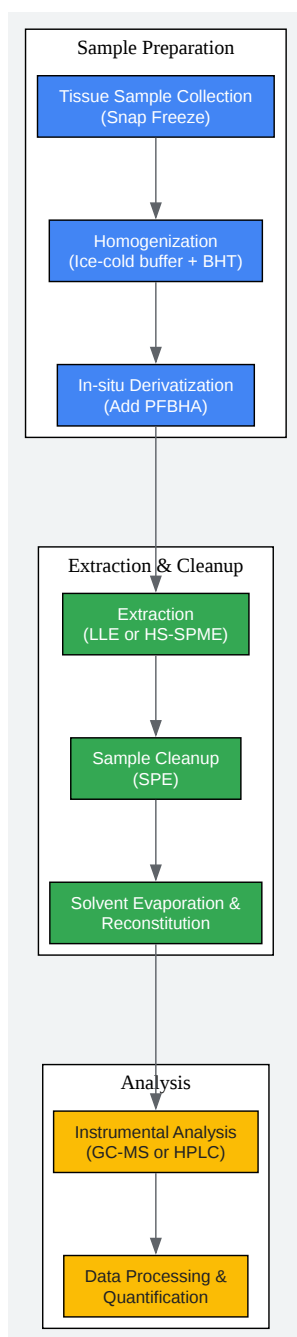 Sample Preparation
Tissue Sample Collection
(Snap Freeze)
Homogenization
(Ice-cold buffer + BHT)
In-situ Derivatization
(Add PFBHA)
Extraction & Cleanup
Extraction
(LLE or HS-SPME)
Sample Cleanup
(SPE)
Solvent Evaporation &
Reconstitution
Analysis
Instrumental Analysis
(GC-MS or HPLC)
Data Processing &
Quantification